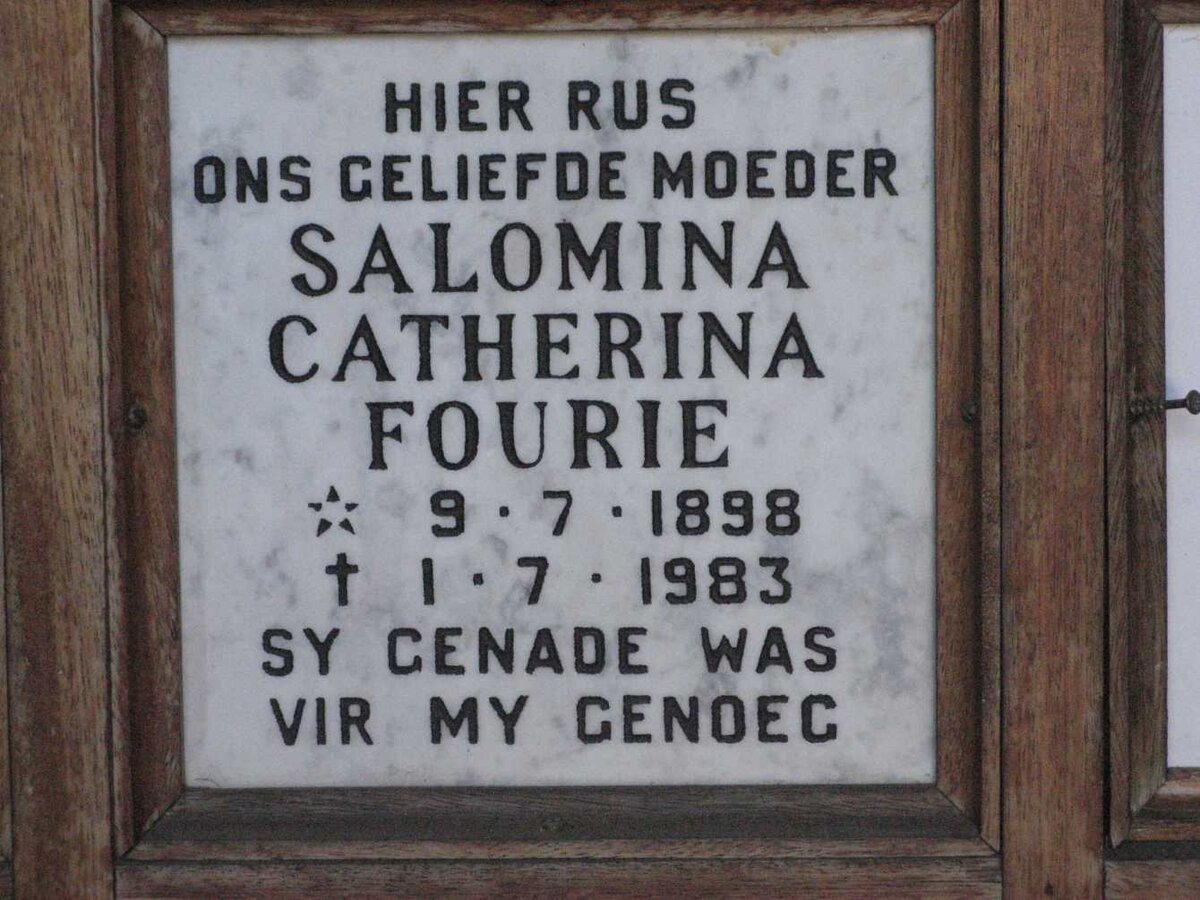 HIER RUS
ONS GELIEFDE MOEDER
SALOMINA
CATHERINA
FOURIE
☆ 9·7·1898
✝ 1·7·1983
SY GENADE WAS
VIR MY GENOEG